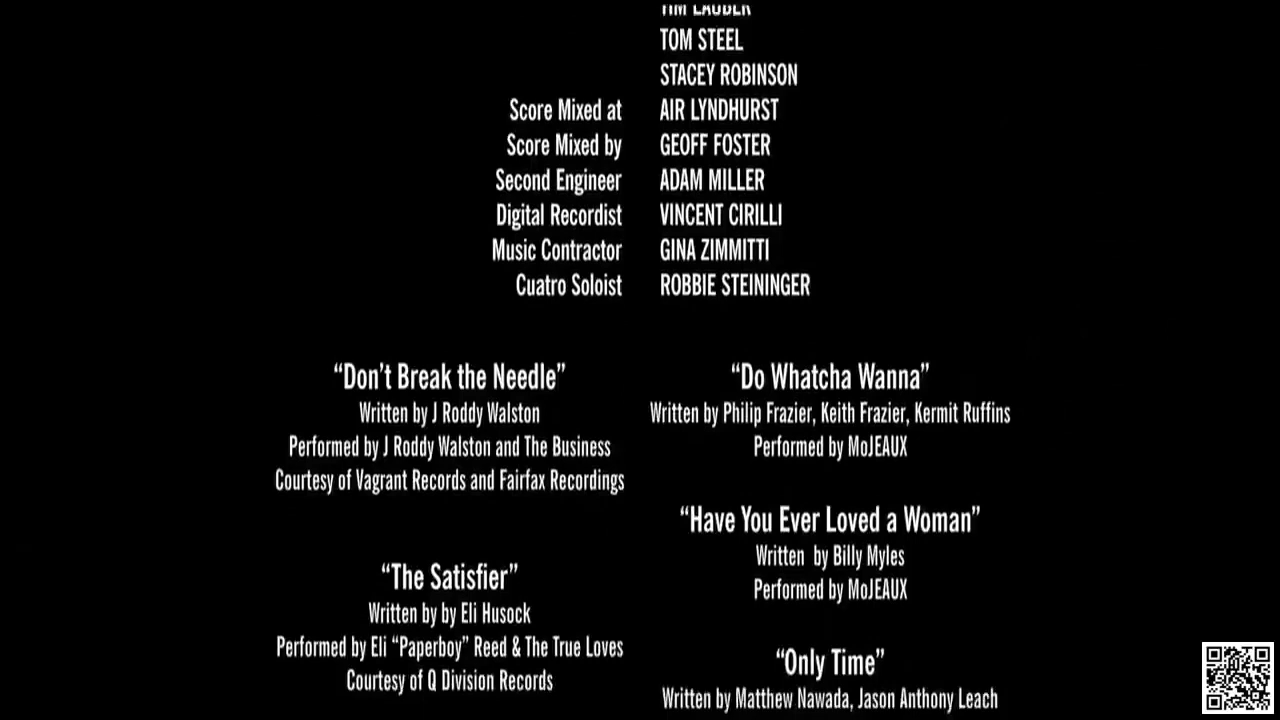 TIM LAUBER
TOM STEEL
STACEY ROBINSON
Score Mixed at AIR LYNDHURST
Score Mixed by GEOFF FOSTER
Second Engineer ADAM MILLER
Digital Recordist VINCENT CIRILLI
Music Contractor GINA ZIMMITTI
Cuatro Soloist ROBBIE STEININGER
“Don’t Break the Needle”
Written by J Roddy Walston
Performed by J Roddy Walston and The Business
Courtesy of Vagrant Records and Fairfax Recordings
“The Satisfier”
Written by by Eli Husock
Performed by Eli “Paperboy” Reed & The True Loves
Courtesy of Q Division Records
“Do Whatcha Wanna”
Written by Philip Frazier, Keith Frazier, Kermit Ruffins
Performed by MoJEAUX
“Have You Ever Loved a Woman”
Written by Billy Myles
Performed by MoJEAUX
“Only Time”
Written by Matthew Nawada, Jason Anthony Leach